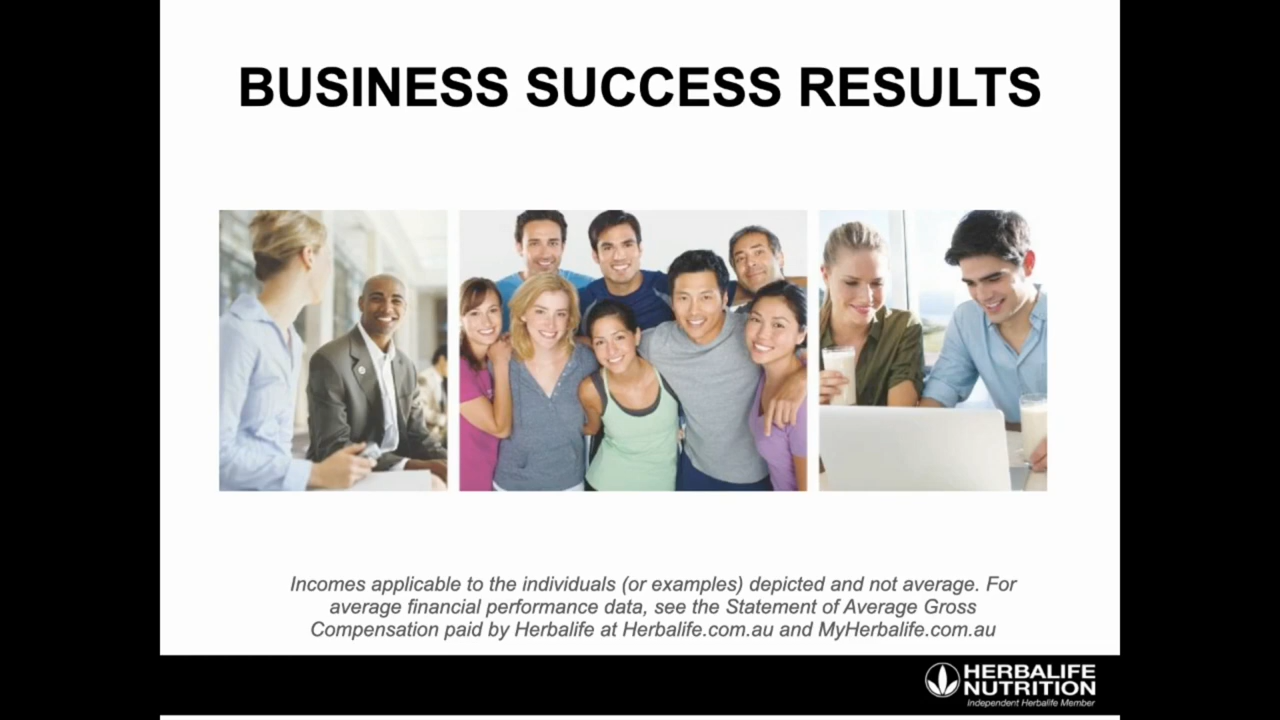 BUSINESS SUCCESS RESULTS
Incomes applicable to the individuals (or examples) depicted and not average. For
average financial performance data, see the Statement of Average Gross
Compensation paid by Herbalife at Herbalife.com.au and MyHerbalife.com.au
HERBALIFE
NUTRITION
Independent Herbalife Member